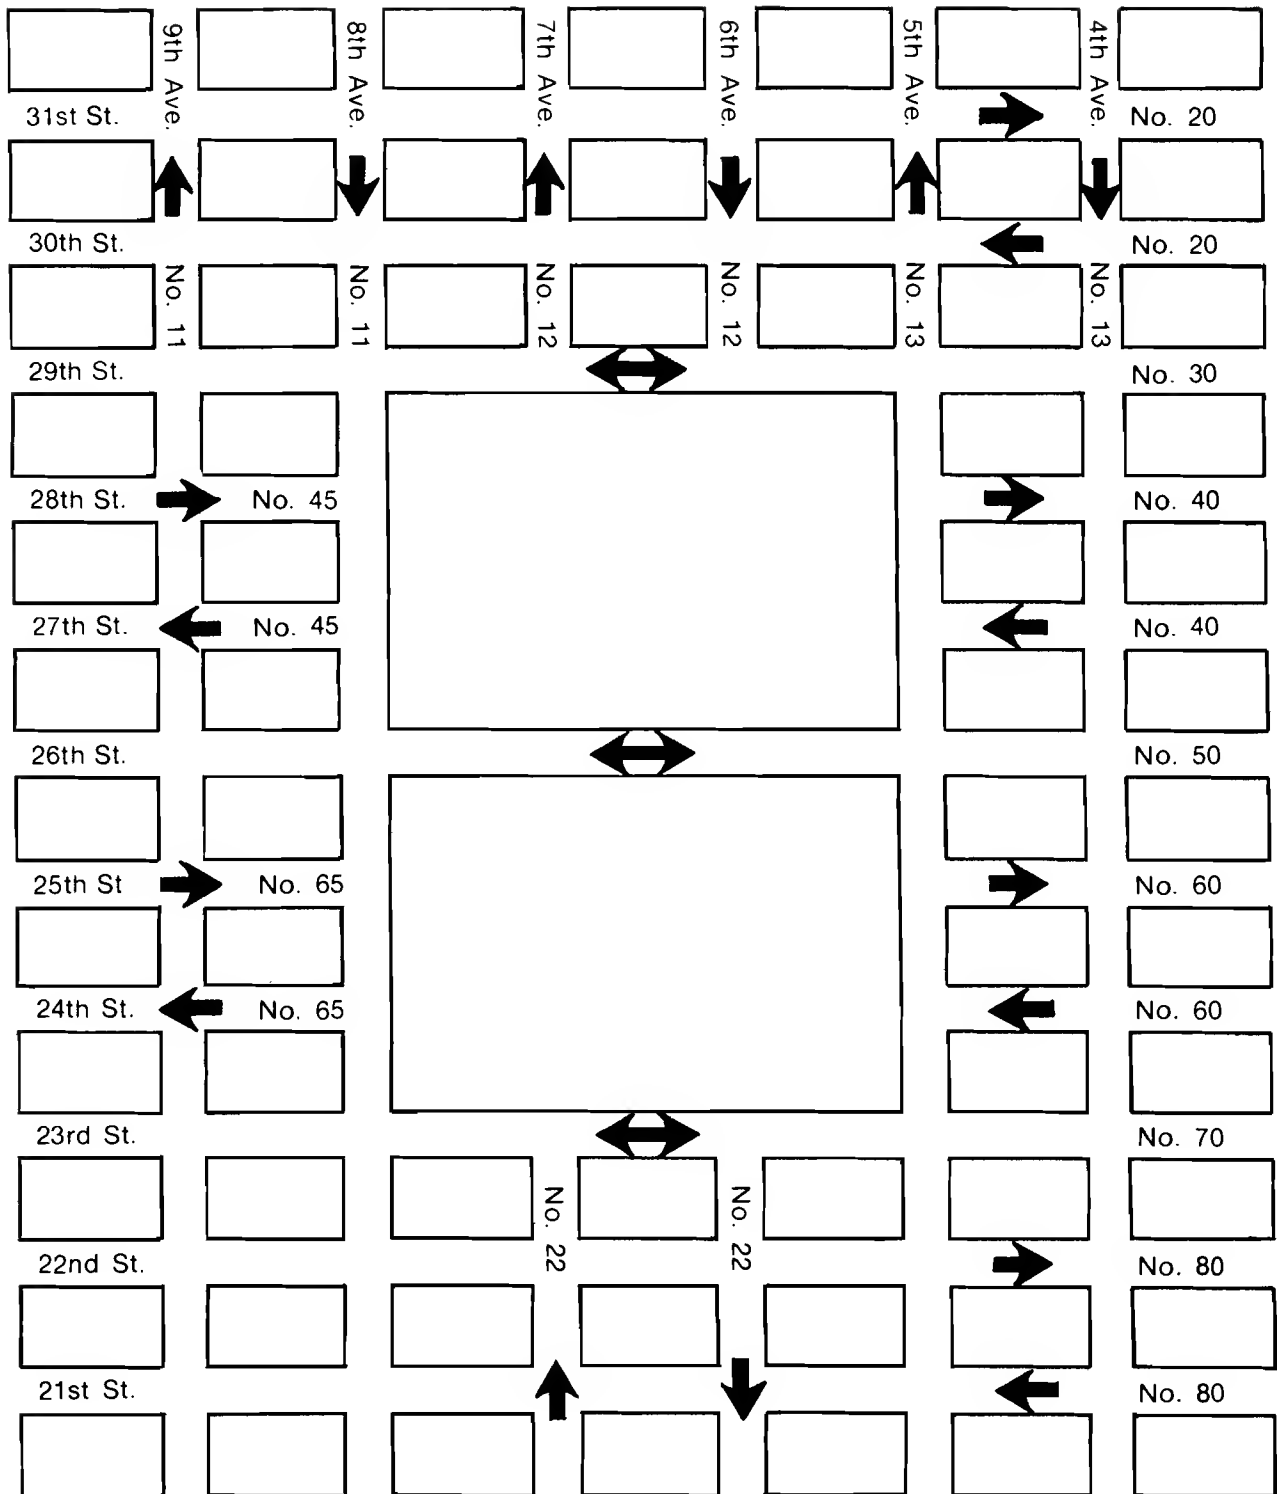 9th Ave.
8th Ave.
7th Ave.
6th Ave.
5th Ave.
4th Ave.
31st St.
No. 20
30th St.
No. 20
No. 11
No. 11
No. 12
No. 12
No. 13
No. 13
29th St.
No. 30
28th St.
No. 45
No. 40
27th St.
No. 45
No. 40
26th St.
No. 50
25th St
No. 65
No. 60
24th St.
No. 65
No. 60
23rd St.
No. 70
No. 22
No. 22
22nd St.
No. 80
21st St.
No. 80